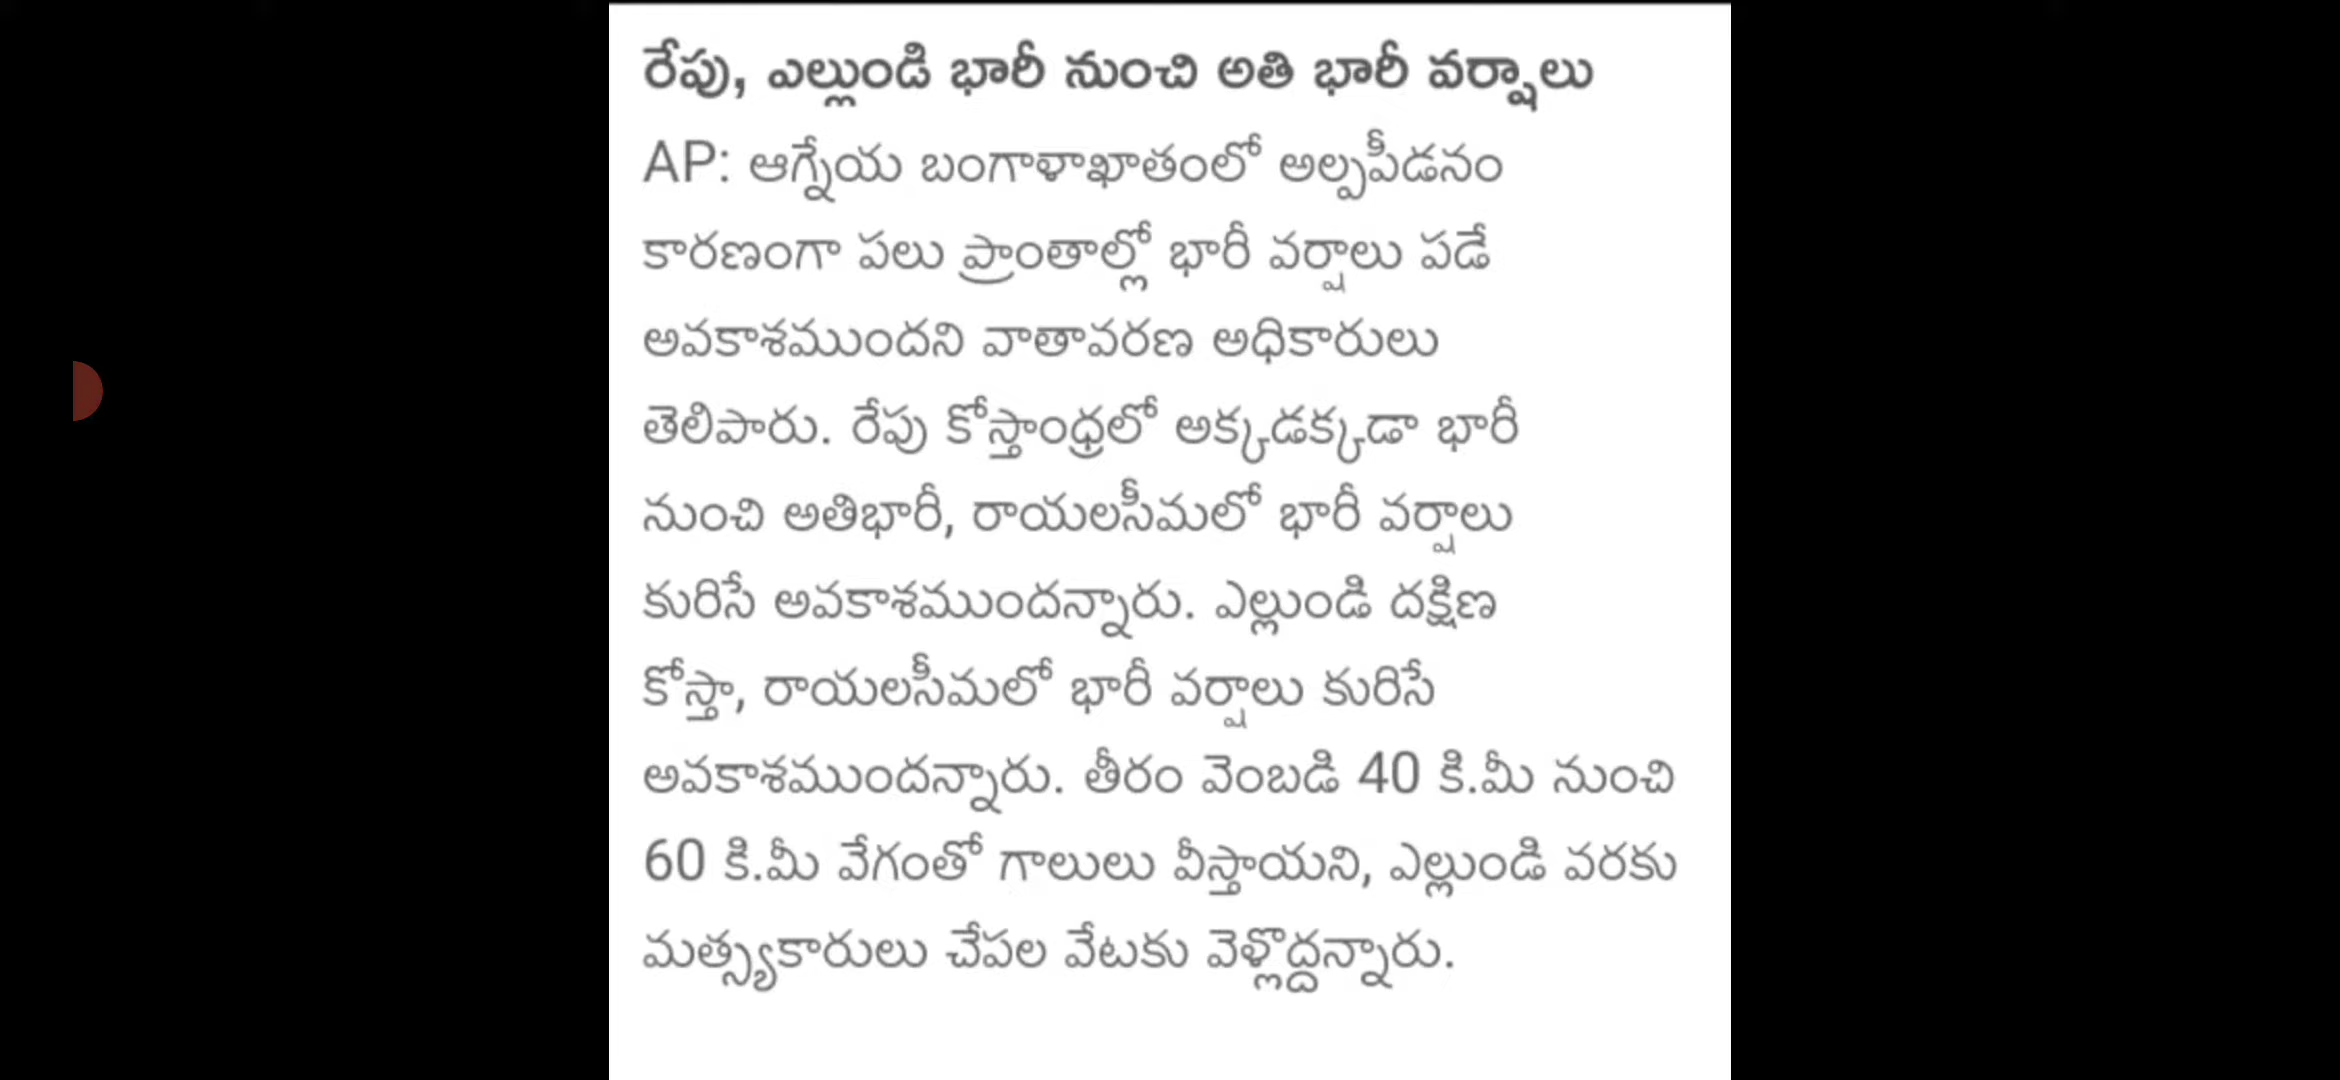 రేపు, ఎల్లుండి భారీ నుంచి అతి భారీ వర్షాలు
AP: ఆగ్నేయ బంగాళాఖాతంలో అల్పపీడనం
కారణంగా పలు ప్రాంతాల్లో భారీ వర్షాలు పడే
అవకాశముందని వాతావరణ అధికారులు
తెలిపారు. రేపు కోస్తాంధ్రలో అక్కడక్కడా భారీ
నుంచి అతిభారీ, రాయలసీమలో భారీ వర్షాలు
కురిసే అవకాశముందన్నారు. ఎల్లుండి దక్షిణ
కోస్తా, రాయలసీమలో భారీ వర్షాలు కురిసే
అవకాశముందన్నారు. తీరం వెంబడి 40 కి.మీ నుంచి
60 కి.మీ వేగంతో గాలులు వీస్తాయని, ఎల్లుండి వరకు
మత్స్యకారులు చేపల వేటకు వెళ్లొద్దన్నారు.